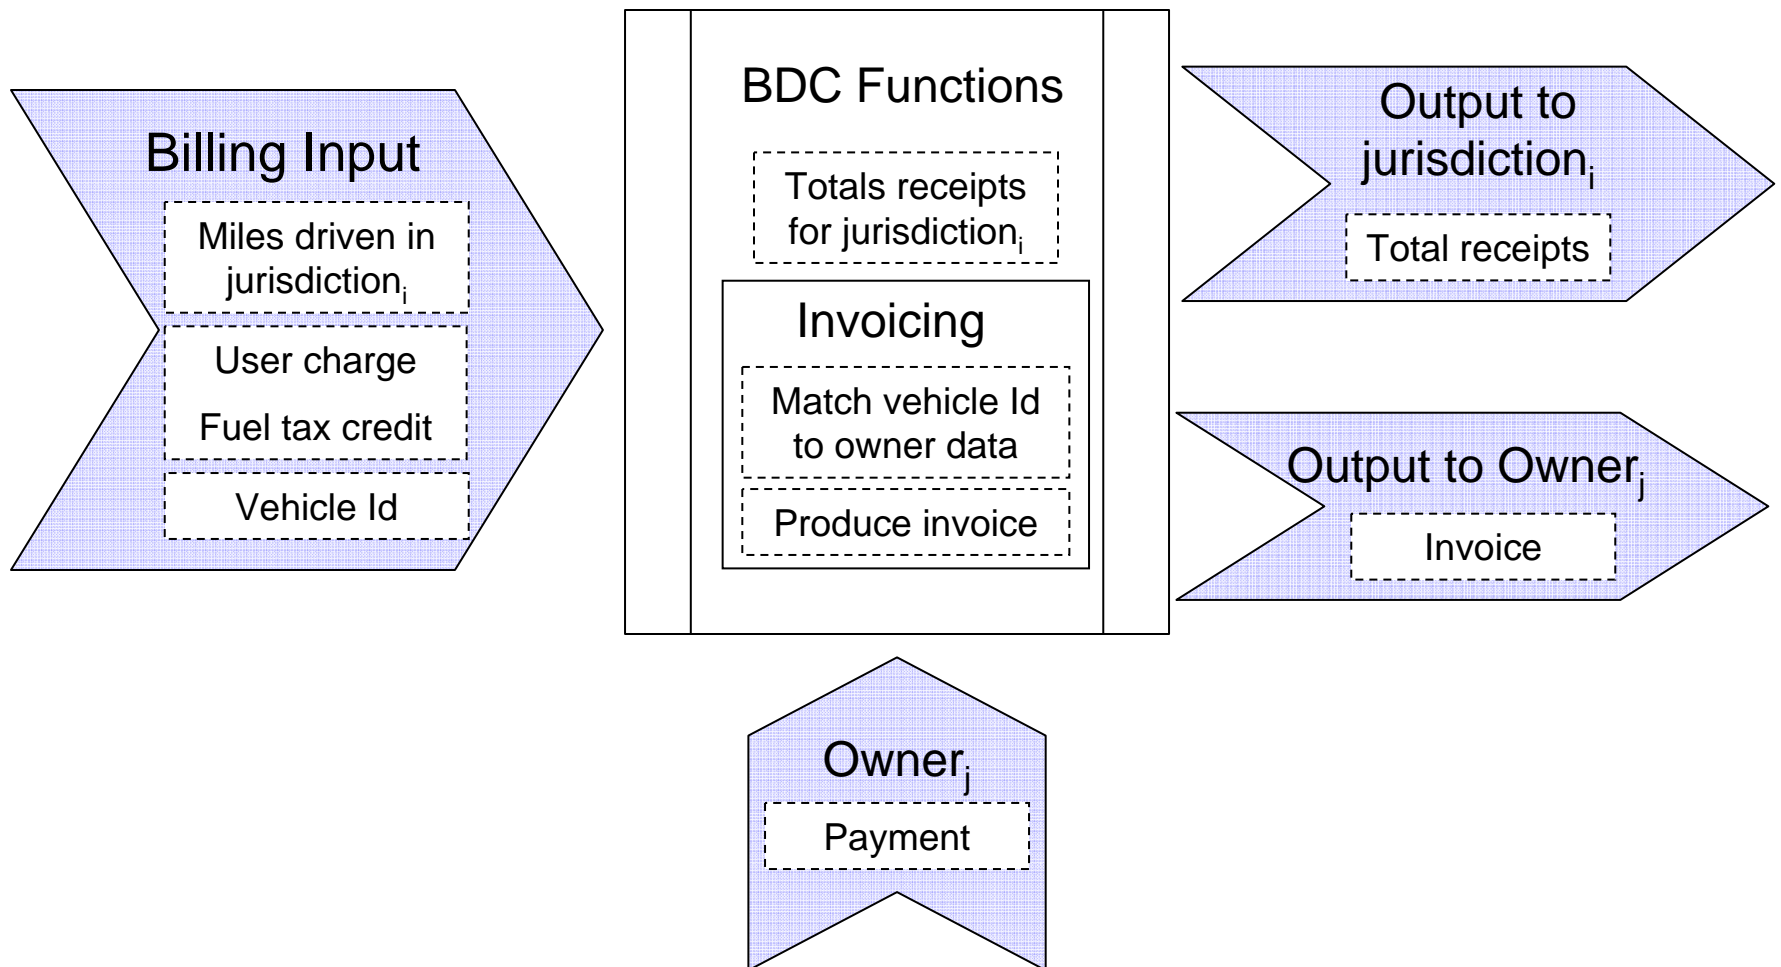 Billing Input
Miles driven in
jurisdictioni
User charge
Fuel tax credit
Vehicle Id
BDC Functions
Totals receipts
for jurisdictioni
Invoicing
Match vehicle Id
to owner data
Produce invoice
Output to
jurisdictioni
Total receipts
Output to Ownerj
Invoice
Ownerj
Payment